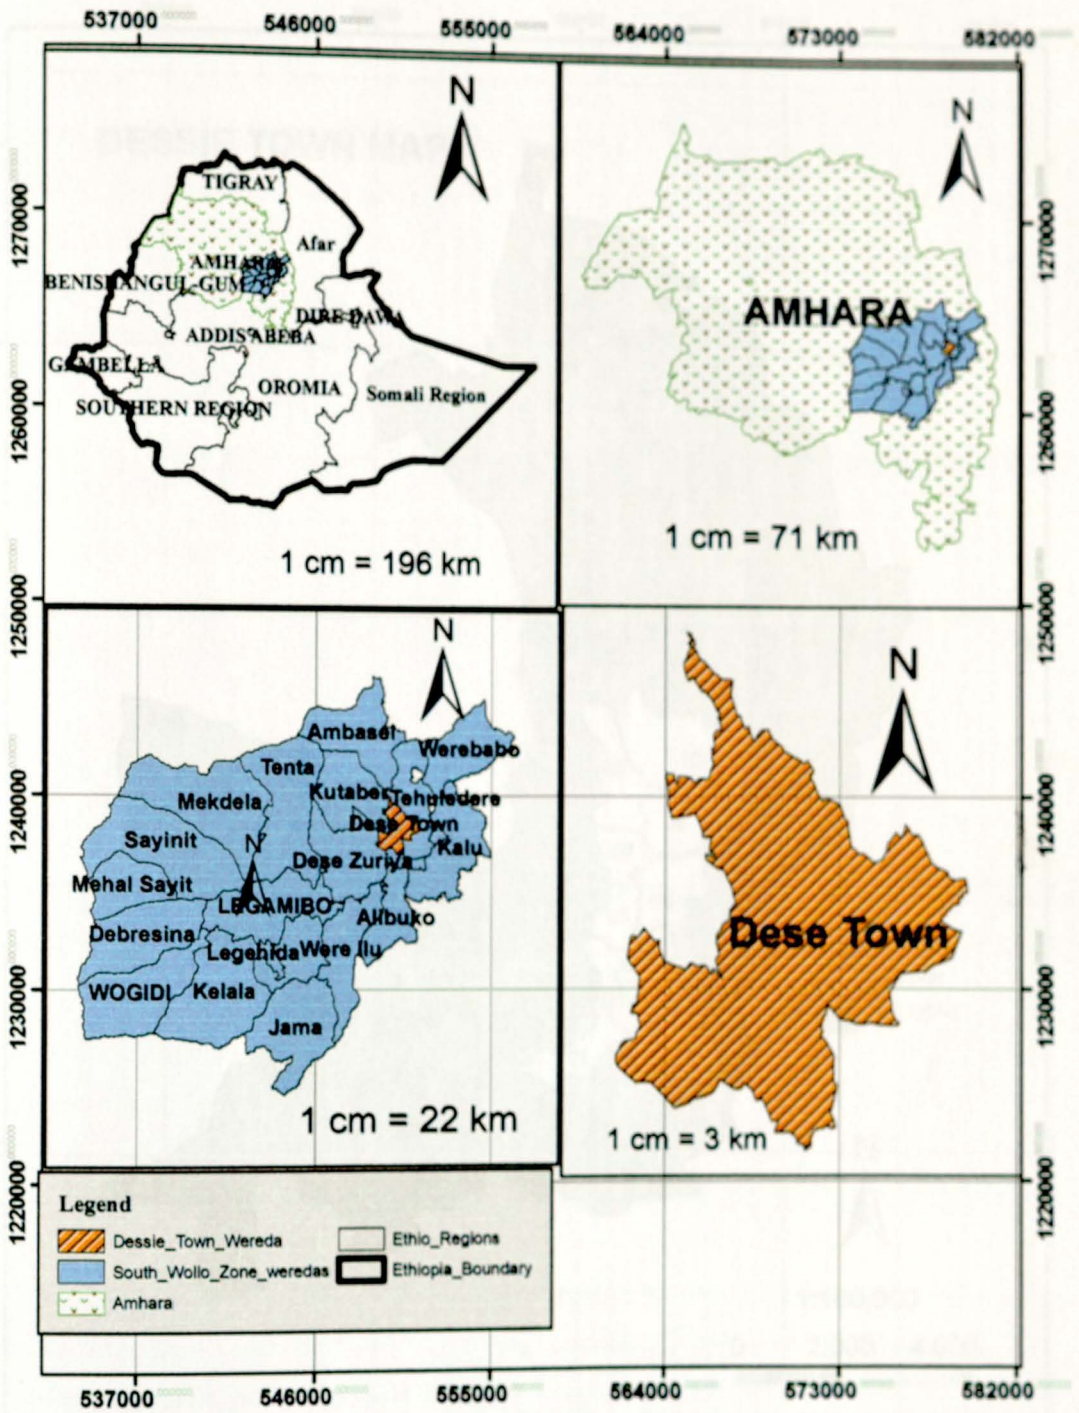 537000 546000 555000 564000 573000 582000
N
TIGRAY
Afar
AMHARA
BENISHANGUL-GUM
DIRE DAWA
ADDIS ABEBA
GAMBELLA
OROMIA
Somali Region
SOUTHERN REGION
1 cm = 196 km
N
AMHARA
1 cm = 71 km
1270000
1260000
1250000
1240000
1230000
1220000
1270000
1260000
1250000
1240000
1230000
1220000
N
Ambasel
Werebabo
Tenta
Kutaber
Tehuledere
Mekdela
Dese Town
Sayinit
N
Kalu
Dese Zuriya
Mehal Sayit
LEGAMIBO
Alibuko
Debresina
Legehida
Were Ilu
WOGIDI
Kelala
Jama
1 cm = 22 km
N
Dese Town
1 cm = 3 km
Legend
Dessie_Town_Wereda
South_Wollo_Zone_weredas
Amhara
Ethio_Regions
Ethiopia_Boundary
537000 546000 555000 564000 573000 582000